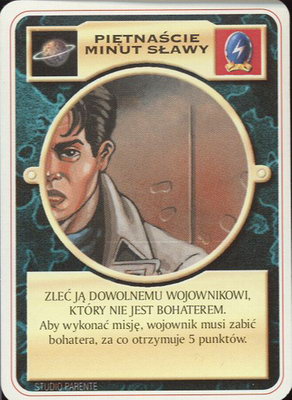 PIĘTNAŚCIE
MINUT SŁAWY
ZLEĆ JĄ DOWOLNEMU WOJOWNIKOWI,
KTÓRY NIE JEST BOHATEREM.
Aby wykonać misję, wojownik musi zabić
bohatera, za co otrzymuje 5 punktów.
STUDIO PARENTE